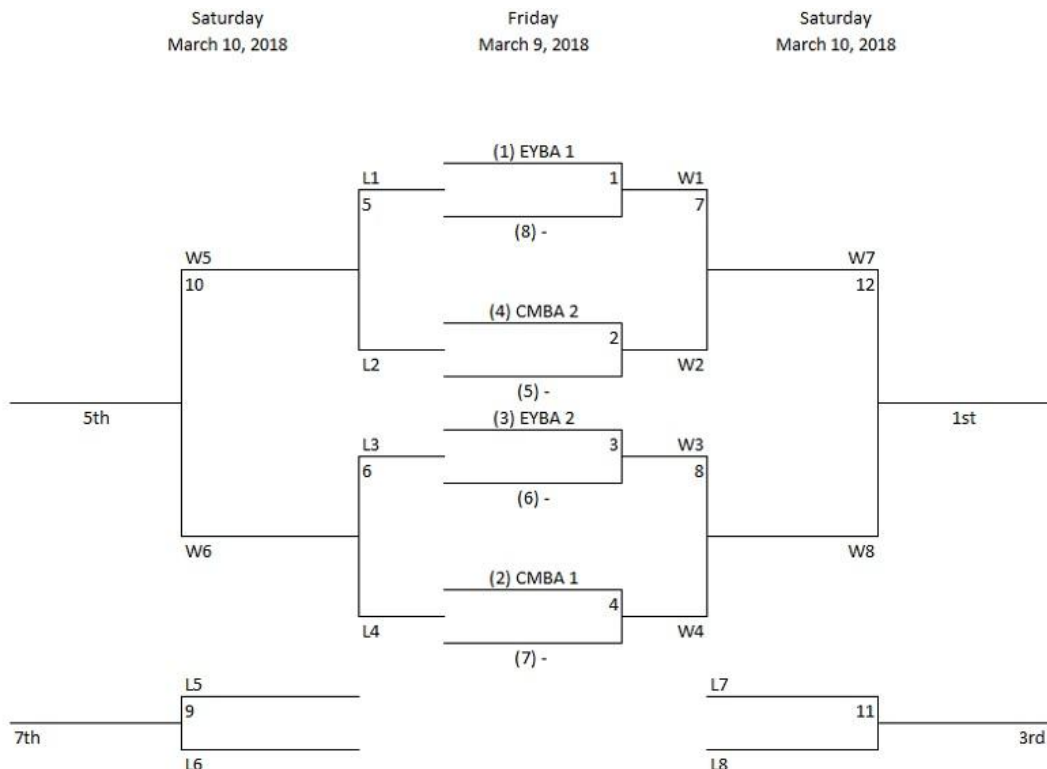 Saturday
March 10, 2018
Friday
March 9, 2018
Saturday
March 10, 2018
(1) EYBA 1
L1
1
W1
5
7
(8) -
W5
W7
10
12
(4) CMBA 2
2
L2
W2
(5) -
5th
1st
(3) EYBA 2
L3
3
W3
6
8
(6) -
W6
W8
(2) CMBA 1
4
L4
W4
(7) -
L5
L7
9
11
7th
3rd
L6
L8